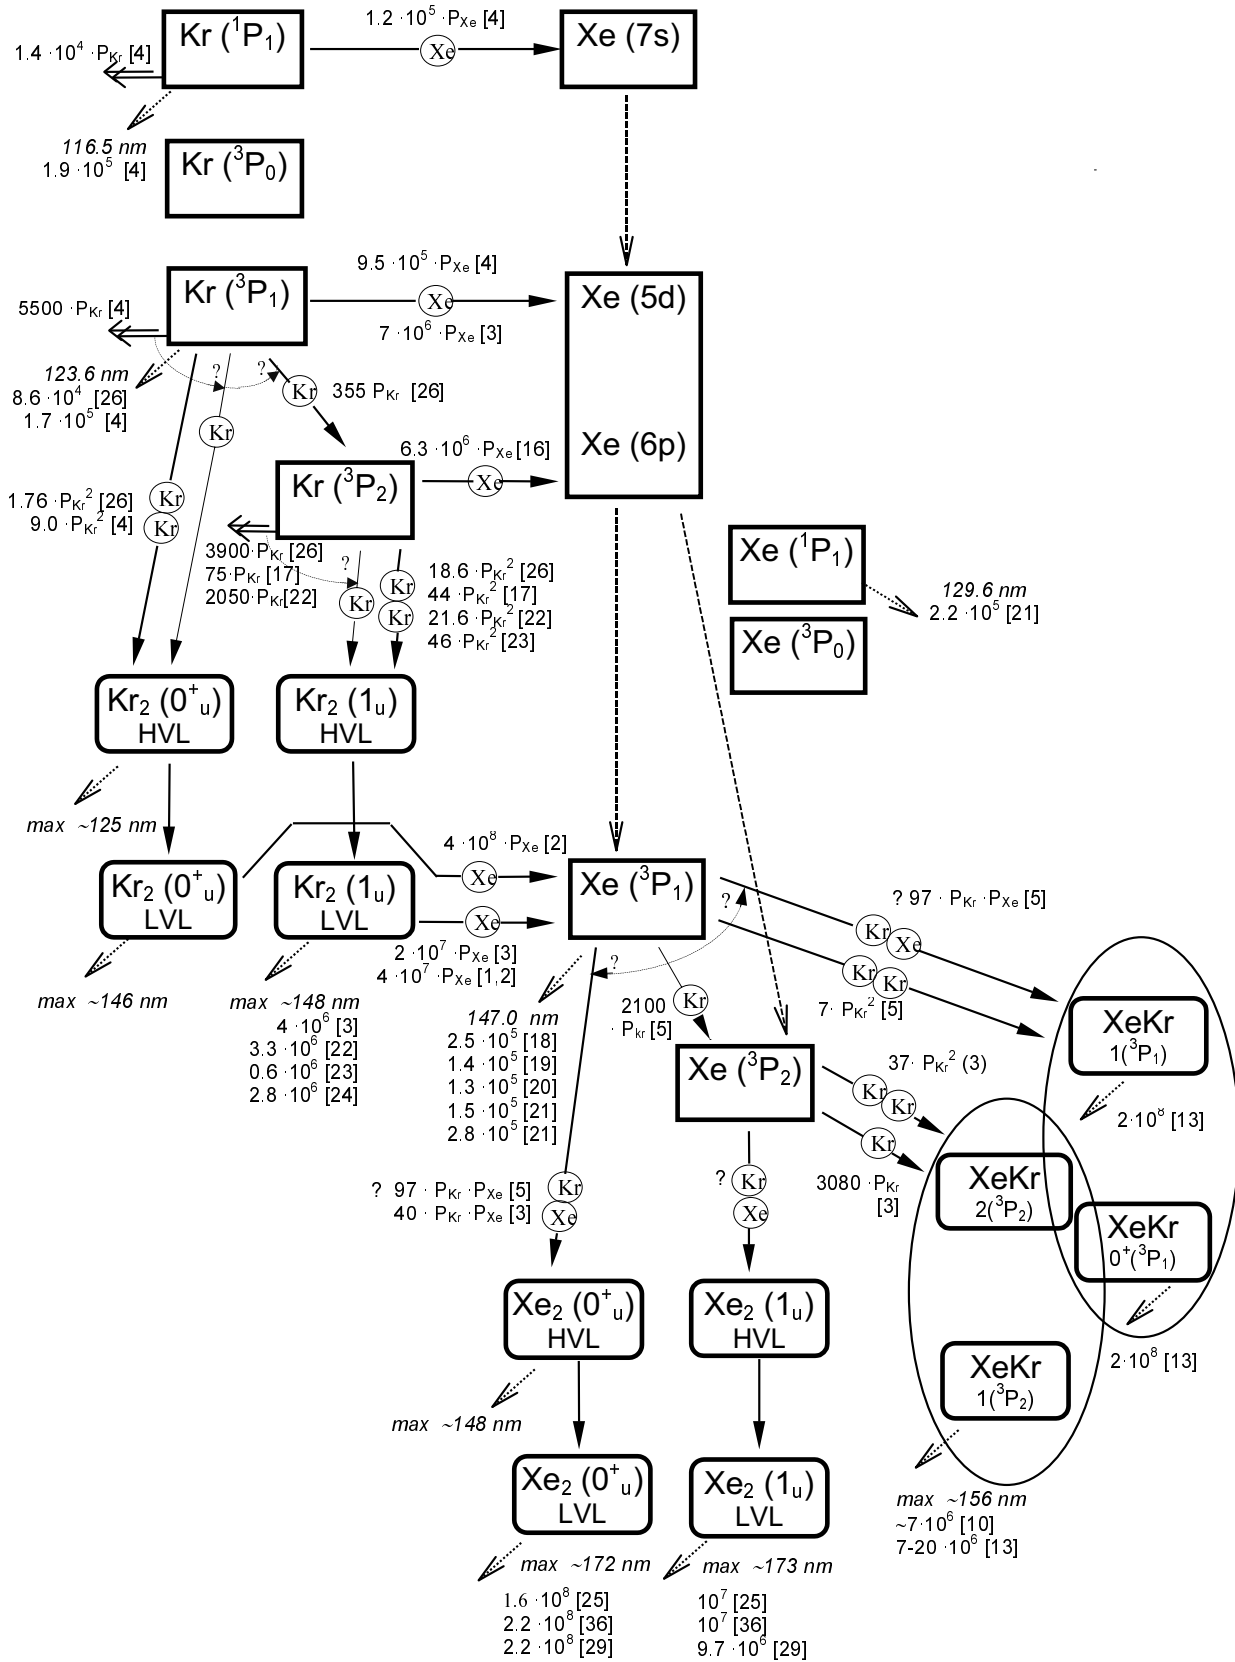 1.2 ·10⁵ ·P_Xe [4]
Kr (¹P₁)
Xe
Xe (7s)
1.4 ·10⁴ ·P_Kr [4]
116.5 nm
1.9 ·10⁵ [4]
Kr (³P₀)
9.5 ·10⁵ ·P_Xe [4]
Kr (³P₁)
Xe
Xe (5d)
5500 ·P_Kr [4]
7 ·10⁶ ·P_Xe [3]
?
?
123.6 nm
8.6 ·10⁴ [26]
1.7 ·10⁵ [4]
Kr
355 P_Kr [26]
Kr
6.3 ·10⁶ ·P_Xe [16]
Xe (6p)
Kr (³P₂)
Xe
1.76 ·P_Kr² [26]
9.0 ·P_Kr² [4]
Kr
Kr
3900·P_Kr [26]
75·P_Kr [17]
2050·P_Kr[22]
?
Kr
Kr
Kr
18.6 ·P_Kr² [26]
44 ·P_Kr² [17]
21.6 ·P_Kr² [22]
46 ·P_Kr² [23]
Xe (¹P₁)
129.6 nm
2.2 ·10⁵ [21]
Xe (³P₀)
Kr₂ (0⁺ᵤ)
HVL
Kr₂ (1ᵤ)
HVL
max ~125 nm
4 ·10⁸ ·P_Xe [2]
Xe
Kr₂ (0⁺ᵤ)
LVL
Kr₂ (1ᵤ)
LVL
Xe
2 ·10⁷ ·P_Xe [3]
4 ·10⁷ ·P_Xe [1,2]
Xe (³P₁)
?
? 97 · P_Kr · P_Xe [5]
Kr
Xe
Kr
Kr
7· P_Kr² [5]
max ~146 nm
max ~148 nm
4 ·10⁶ [3]
3.3 ·10⁶ [22]
0.6 ·10⁶ [23]
2.8 ·10⁶ [24]
?
147.0 nm
2.5 ·10⁵ [18]
1.4 ·10⁵ [19]
1.3 ·10⁵ [20]
1.5 ·10⁵ [21]
2.8 ·10⁵ [21]
2100
· P_kr [5]
Kr
Xe (³P₂)
XeKr
1(³P₁)
37· P_Kr² (3)
Kr
Kr
2·10⁸ [13]
Kr
3080 ·P_Kr
[3]
XeKr
2(³P₂)
XeKr
0⁺(³P₁)
2·10⁸ [13]
? 97 · P_Kr · P_Xe [5]
40 · P_Kr · P_Xe [3]
Kr
Xe
?
Kr
Xe
Xe₂ (0⁺ᵤ)
HVL
Xe₂ (1ᵤ)
HVL
XeKr
1(³P₂)
max ~148 nm
Xe₂ (0⁺ᵤ)
LVL
Xe₂ (1ᵤ)
LVL
max ~156 nm
~7·10⁶ [10]
7-20 ·10⁶ [13]
max ~172 nm
1.6 ·10⁸ [25]
2.2 ·10⁸ [36]
2.2 ·10⁸ [29]
max ~173 nm
10⁷ [25]
10⁷ [36]
9.7 ·10⁶ [29]